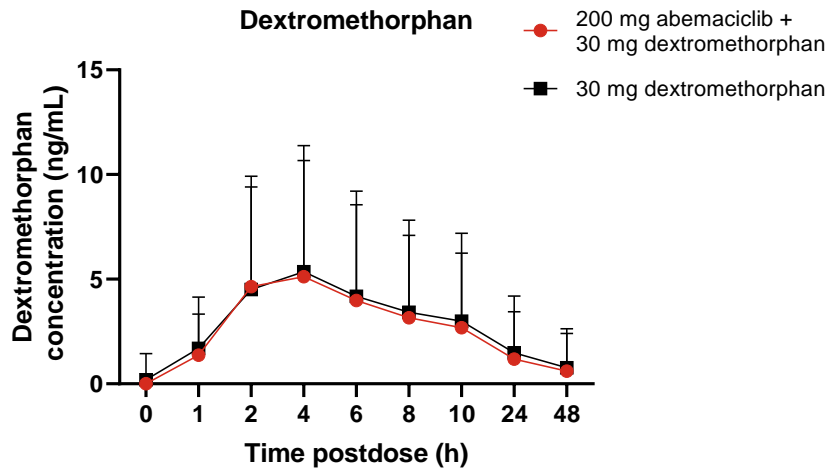 Dextromethorphan
200 mg abemaciclib +
30 mg dextromethorphan
30 mg dextromethorphan
Dextromethorphan
concentration (ng/mL)
15
10
5
0
0 1 2 4 6 8 10 24 48
Time postdose (h)